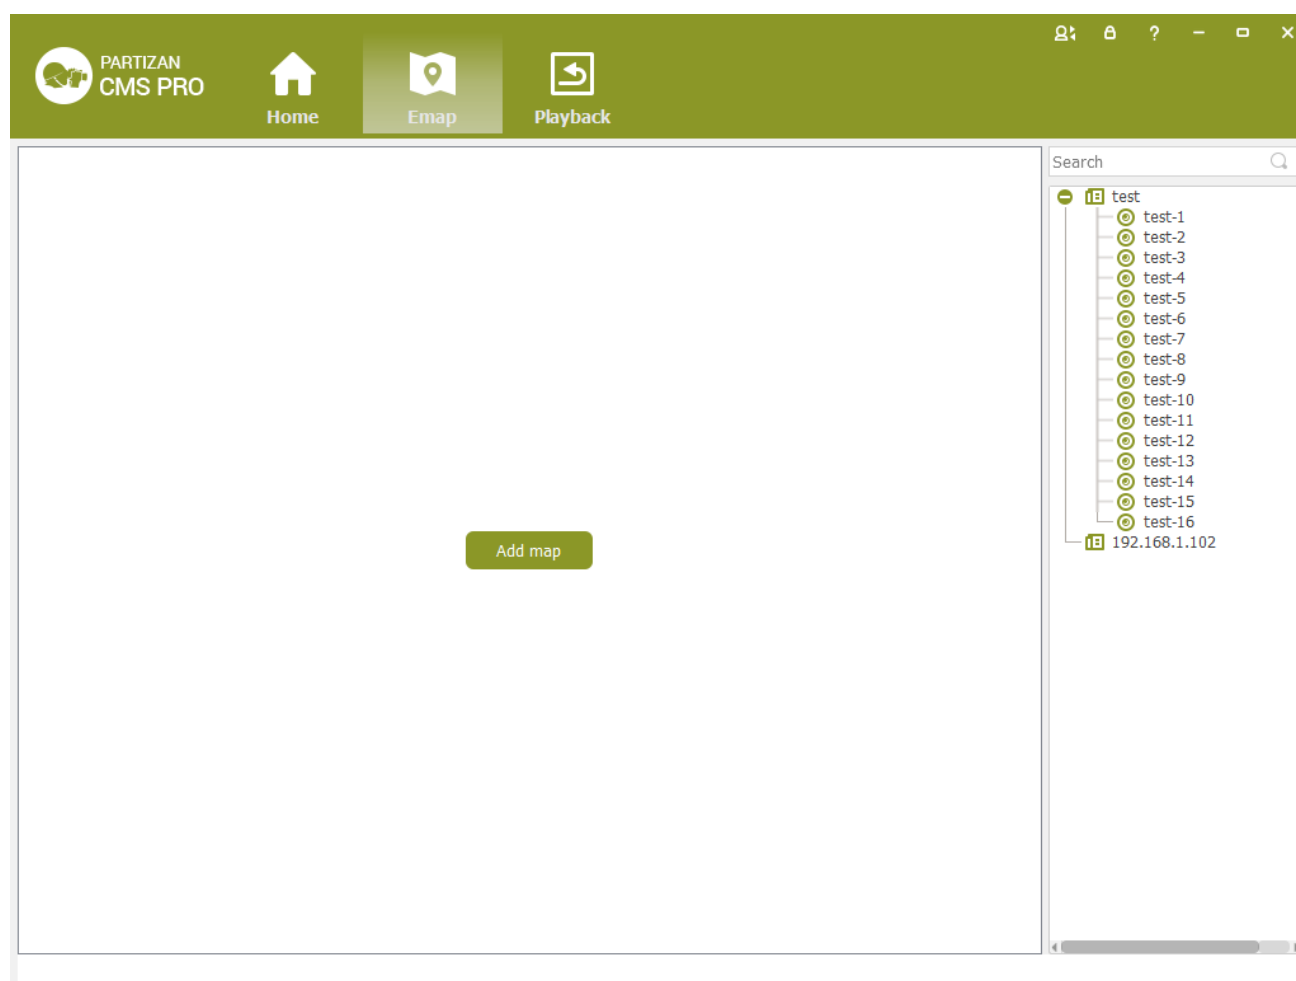 PARTIZAN
CMS PRO
Home
Emap
Playback
?
Search
test
test-1
test-2
test-3
test-4
test-5
test-6
test-7
test-8
test-9
test-10
test-11
test-12
test-13
test-14
test-15
test-16
192.168.1.102
Add map